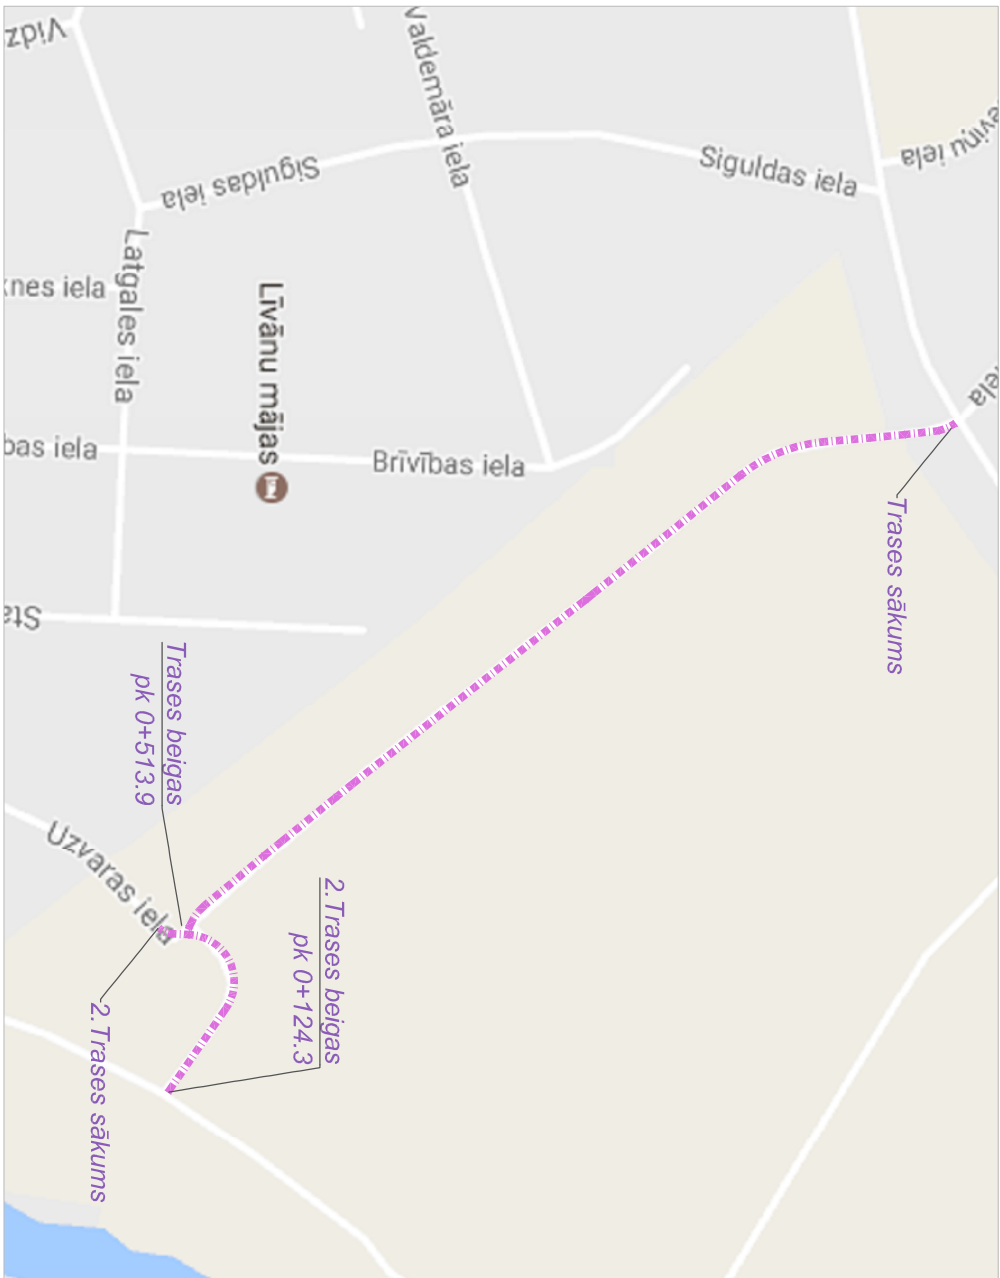 Vidz
Valdemāra iela
Siguldas iela
Siguldas iela
eviņu iela
Latgales iela
Līvānu mājas
nes iela
iela
bas iela
Brīvības iela
Trases sākums
Sta
Trases beigas
pk 0+513.9
Uzvaras iela
2.Trases beigas
pk 0+124.3
2.Trases sākums